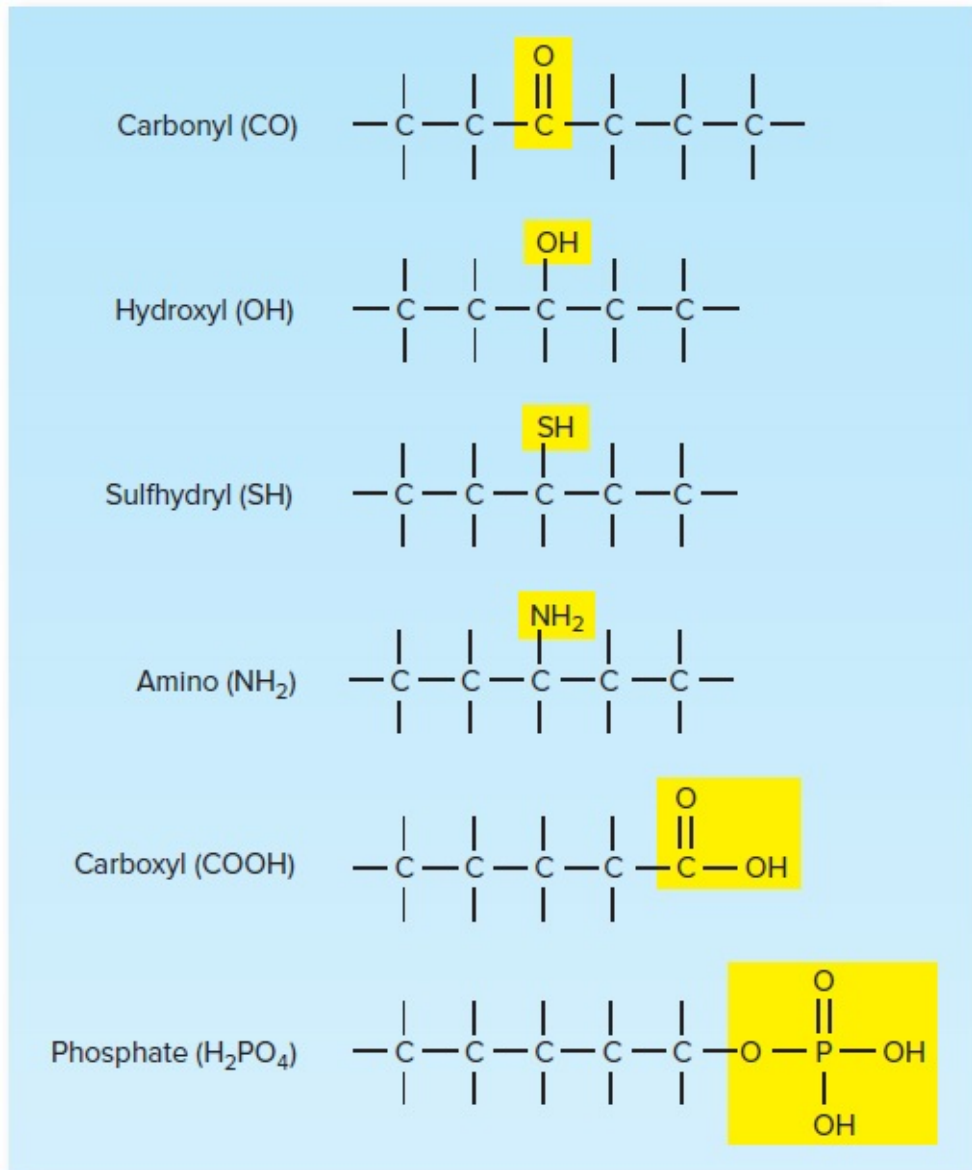 O
Carbonyl (CO) C C C C C C
OH
Hydroxyl (OH) C C C C C
SH
Sulfhydryl (SH) C C C C C
NH₂
Amino (NH₂) C C C C C
O
Carboxyl (COOH) C C C C C OH
O
Phosphate (H₂PO₄) C C C C C O P OH
OH